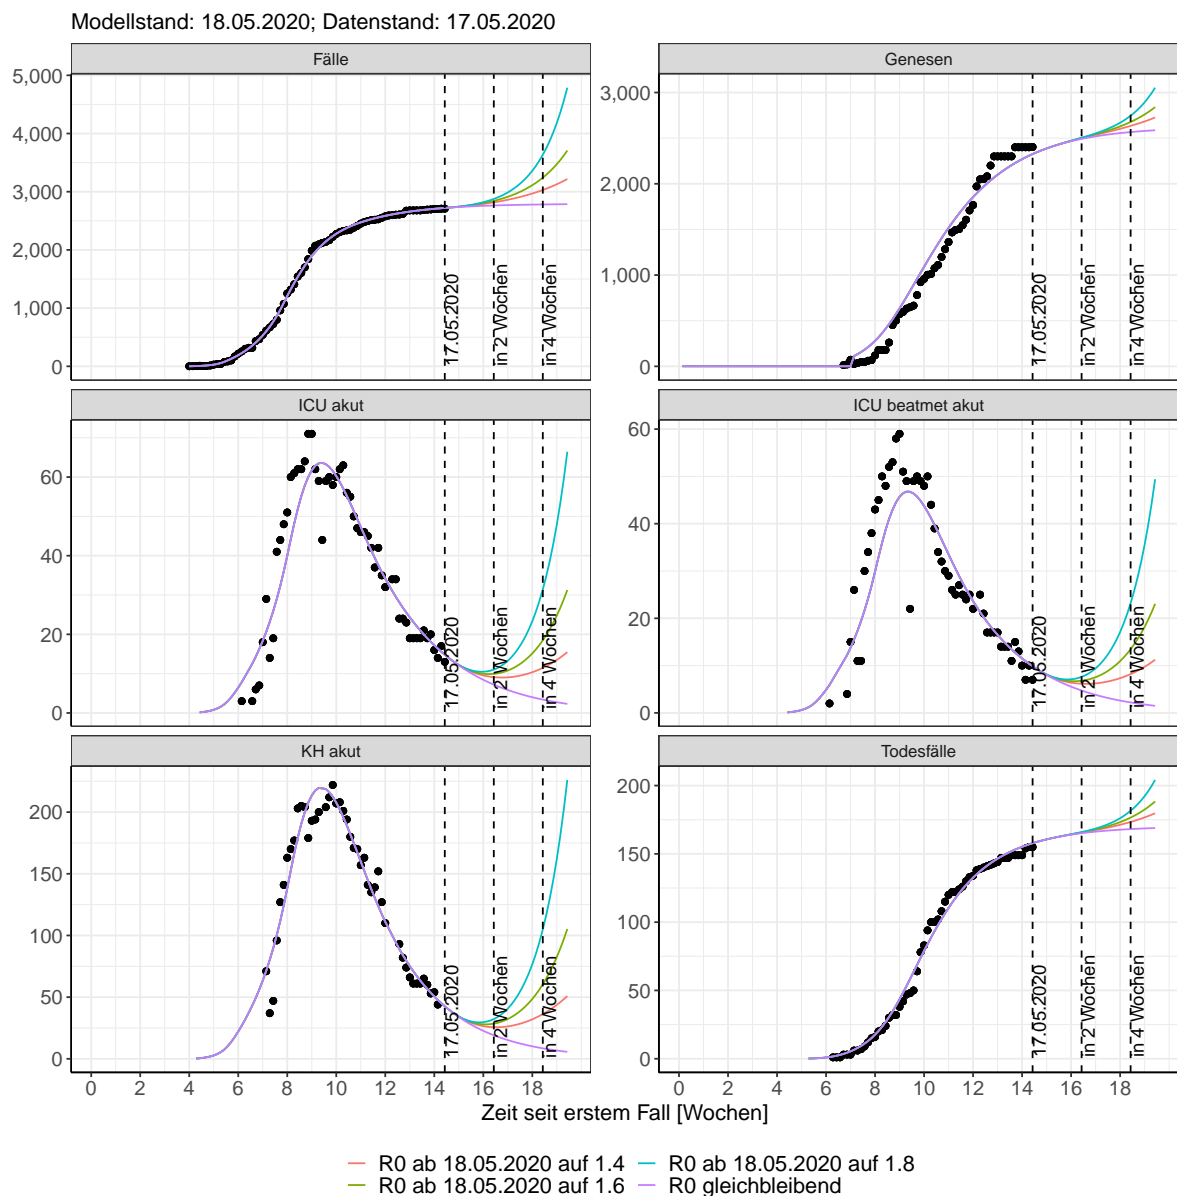 Modellstand: 18.05.2020; Datenstand: 17.05.2020
Fälle
Genesen
5,000
4,000
3,000
2,000
1,000
0
17.05.2020
in 2 Wochen
in 4 Wochen
3,000
2,000
1,000
0
17.05.2020
in 2 Wochen
in 4 Wochen
ICU akut
ICU beatmet akut
60
40
20
0
17.05.2020
in 2 Wochen
in 4 Wochen
60
40
20
0
17.05.2020
in 2 Wochen
in 4 Wochen
KH akut
Todesfälle
200
150
100
50
0
17.05.2020
in 2 Wochen
in 4 Wochen
200
150
100
50
0
17.05.2020
in 2 Wochen
in 4 Wochen
0 2 4 6 8 10 12 14 16 18
0 2 4 6 8 10 12 14 16 18
Zeit seit erstem Fall [Wochen]
R0 ab 18.05.2020 auf 1.4
R0 ab 18.05.2020 auf 1.8
R0 ab 18.05.2020 auf 1.6
R0 gleichbleibend